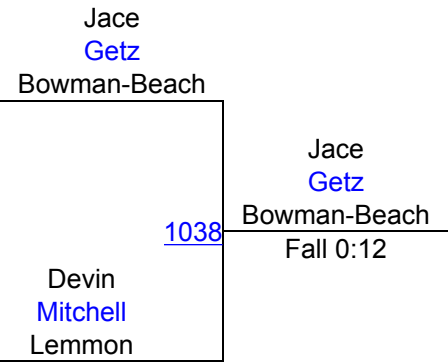 Jace
Getz
Bowman-Beach
Jace
Getz
Bowman-Beach
1038
Fall 0:12
Devin
Mitchell
Lemmon